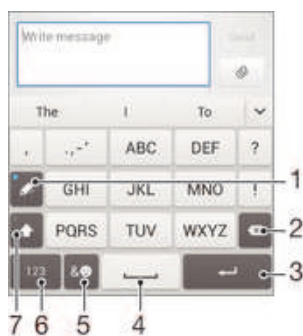 Write message
Send
The I To
, .,-' ABC DEF ?
GHI JKL MNO !
PQRS TUV WXYZ
123 &
1
2
3
7 6 5 4